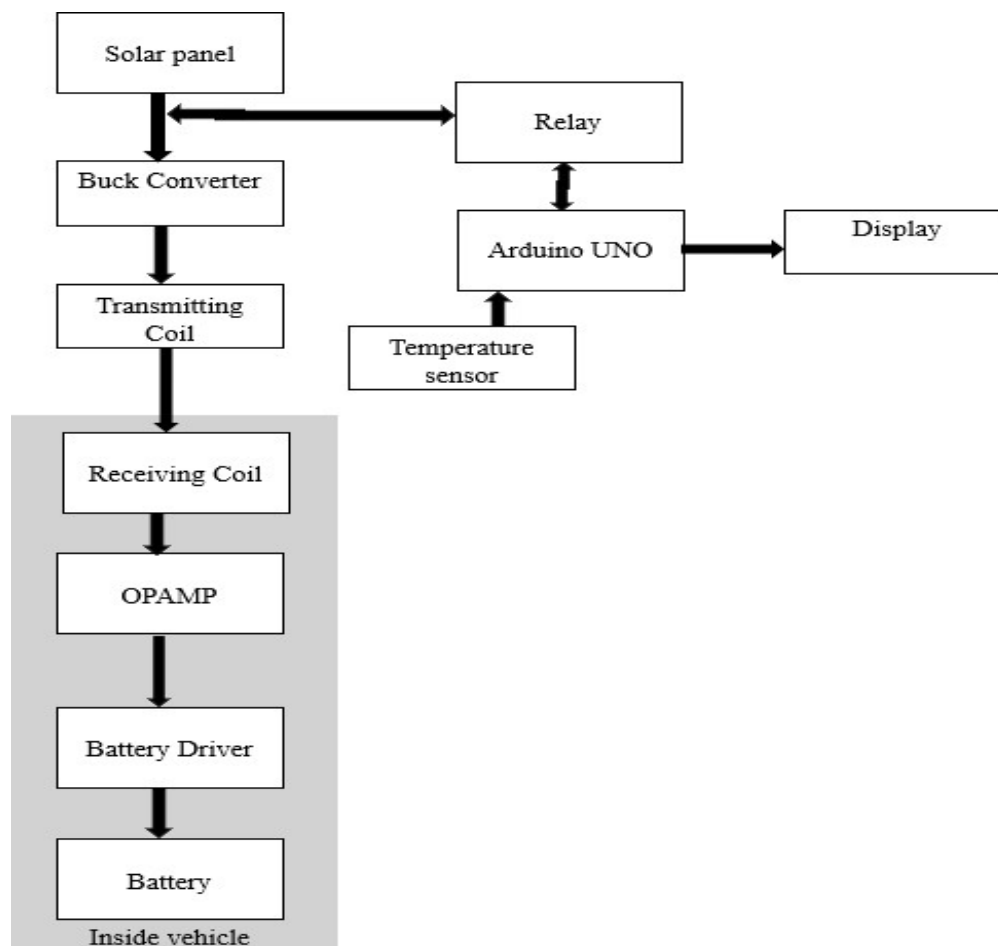 Solar panel
Relay
Buck Converter
Arduino UNO
Display
Transmitting
Coil
Temperature
sensor
Receiving Coil
OPAMP
Battery Driver
Battery
Inside vehicle